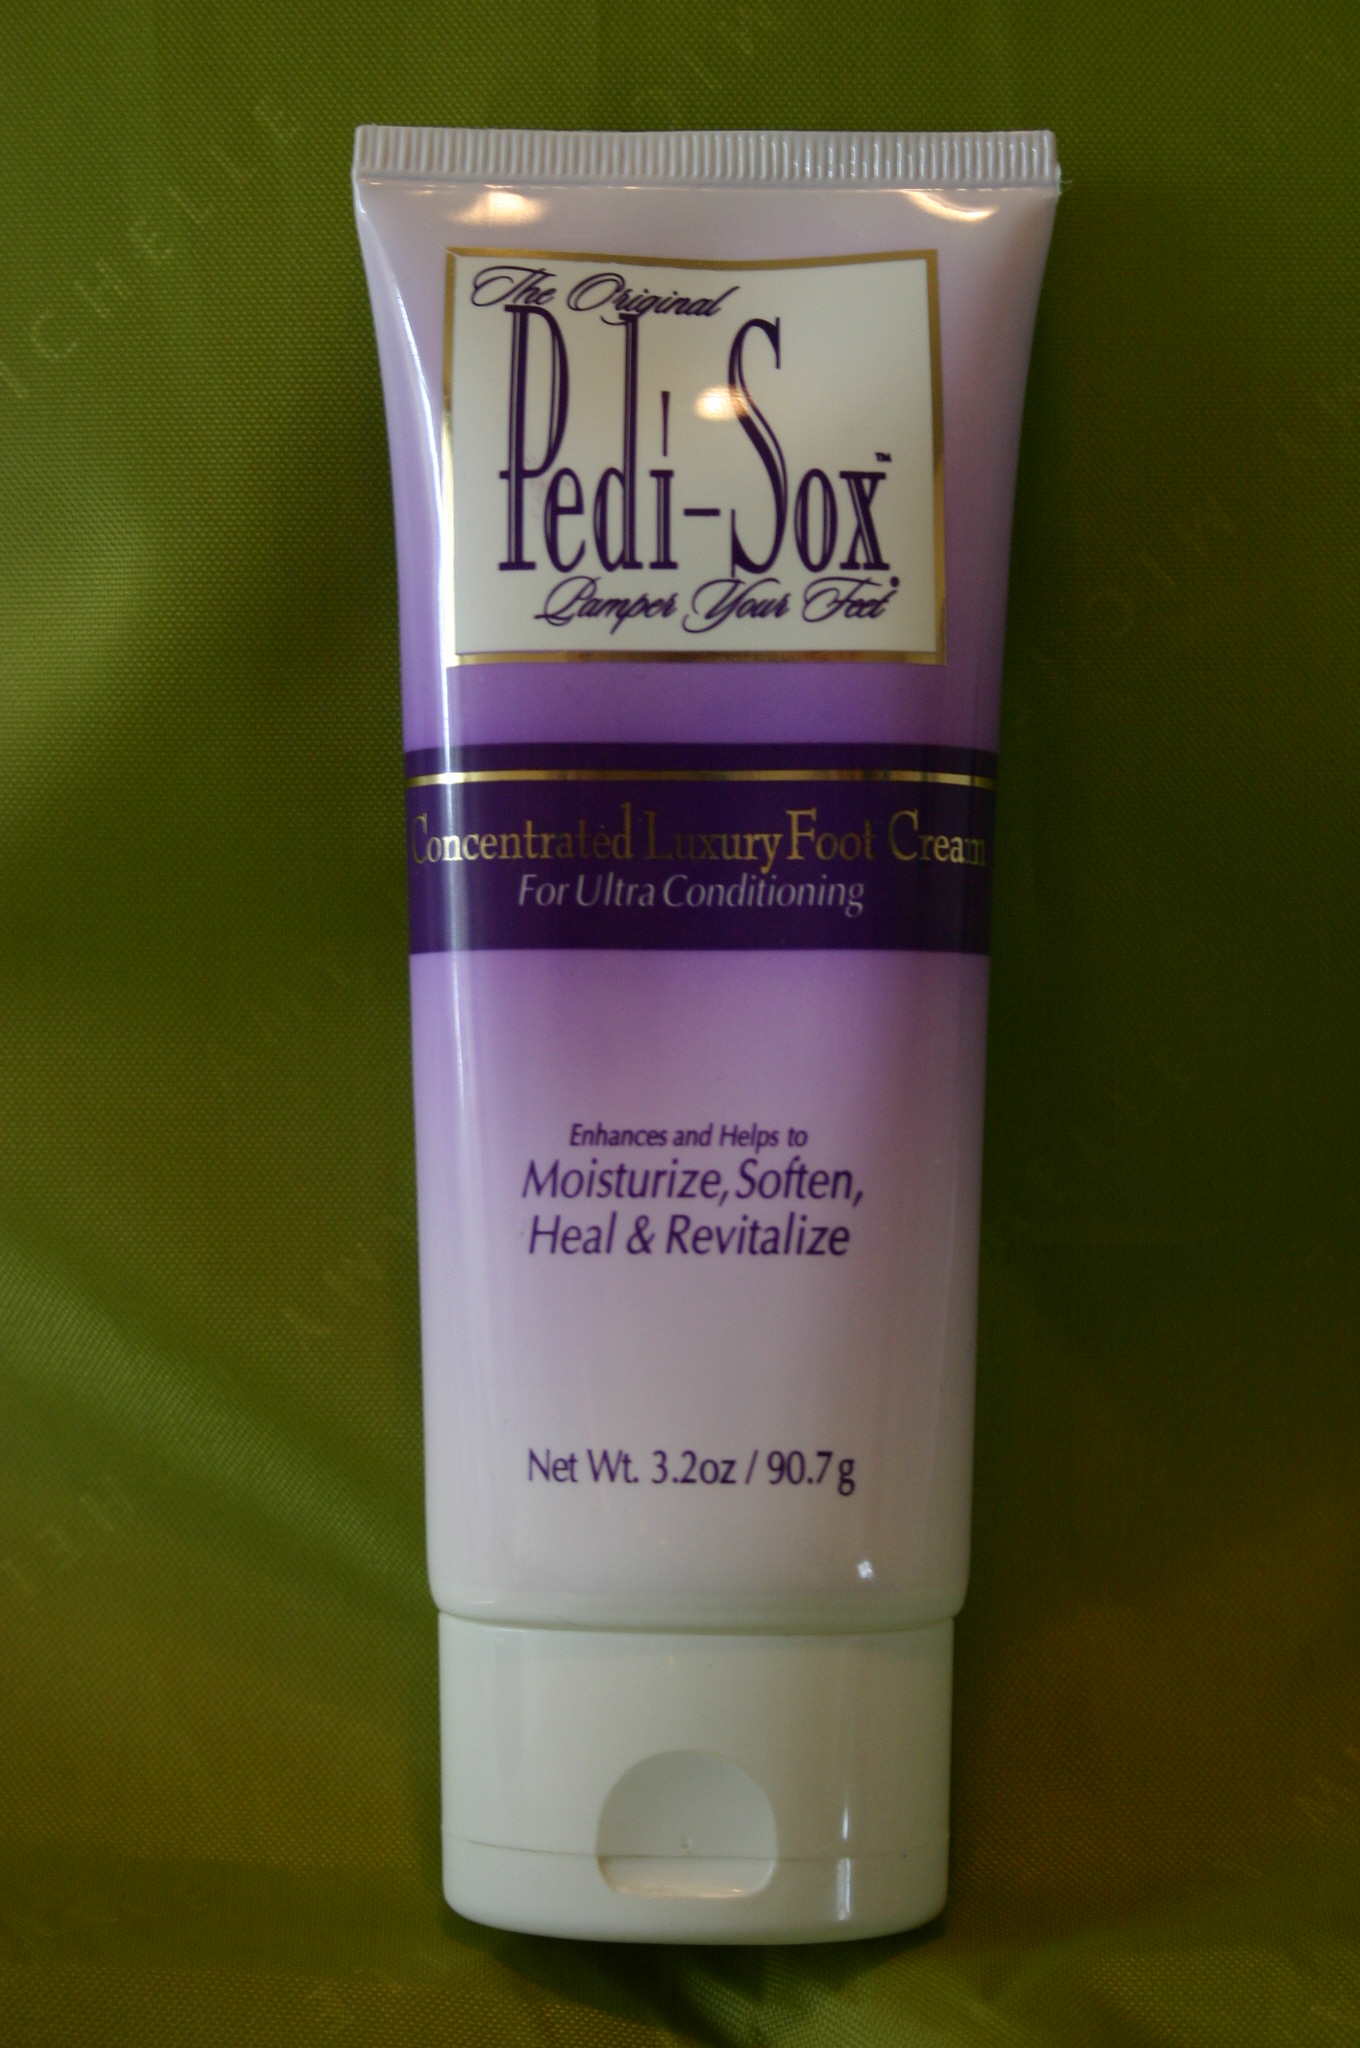 The Original
Pedi-Sox™
Pamper Your Feet®
Concentrated Luxury Foot Cream
For Ultra Conditioning
Enhances and Helps to
Moisturize, Soften,
Heal & Revitalize
Net Wt. 3.2oz / 90.7g